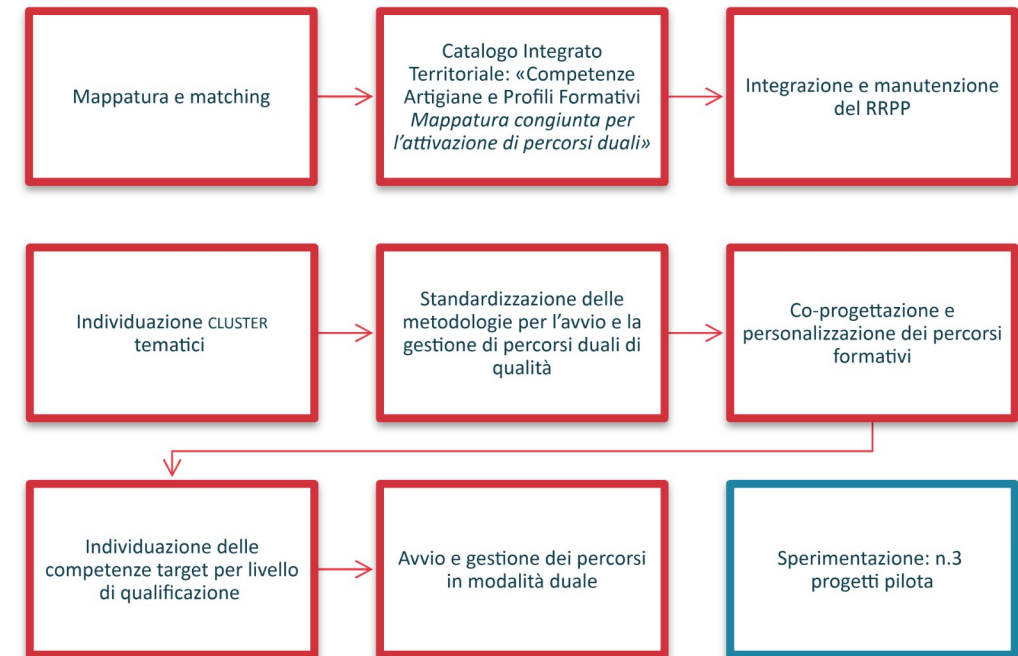 Mappatura e matching
Catalogo Integrato
Territoriale: «Competenze
Artigiane e Profili Formativi
Mappatura congiunta per
l’attivazione di percorsi duali»
Integrazione e manutenzione
del RRPP
Individuazione CLUSTER
tematici
Standardizzazione delle
metodologie per l’avvio e la
gestione di percorsi duali di
qualità
Co-progettazione e
personalizzazione dei percorsi
formativi
Individuazione delle
competenze target per livello
di qualificazione
Avvio e gestione dei percorsi
in modalità duale
Sperimentazione: n.3
progetti pilota